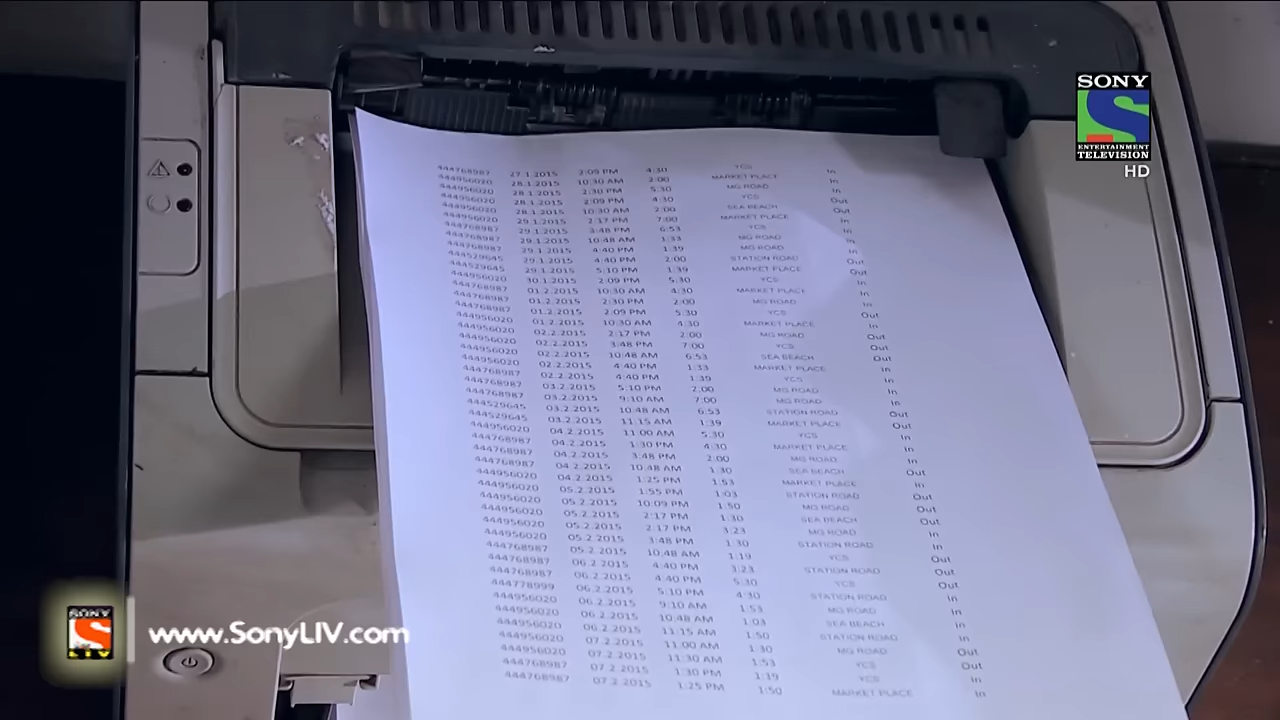 SONY
ENTERTAINMENT
TELEVISION
HD
444768987 27.1.2015 2:09 PM 4:30 YCS In
444956020 28.1.2015 10:30 AM 2:00 MARKET PLACE In
444956020 28.1.2015 2:30 PM 5:30 MG ROAD In
444956020 28.1.2015 2:09 PM 4:30 YCS Out
444956020 28.1.2015 10:30 AM 2:00 SEA BEACH Out
444956020 29.1.2015 2:17 PM 7:00 MARKET PLACE In
444768987 29.1.2015 3:48 PM 6:53 YCS In
444768987 29.1.2015 10:48 AM 1:33 MG ROAD In
444768987 29.1.2015 4:40 PM 1:39 MG ROAD In
444529645 29.1.2015 4:40 PM 2:00 STATION ROAD Out
444529645 29.1.2015 5:10 PM 1:39 MARKET PLACE Out
444956020 30.1.2015 2:09 PM 5:30 YCS In
444768987 01.2.2015 10:30 AM 4:30 MARKET PLACE In
444768987 01.2.2015 2:30 PM 2:00 MG ROAD In
444768987 01.2.2015 2:09 PM 5:30 YCS Out
444956020 01.2.2015 10:30 AM 4:30 MARKET PLACE In
444956020 02.2.2015 2:17 PM 2:00 MG ROAD Out
444956020 02.2.2015 3:48 PM 7:00 YCS Out
444956020 02.2.2015 10:48 AM 6:53 SEA BEACH Out
444956020 02.2.2015 4:40 PM 1:33 MARKET PLACE In
444768987 02.2.2015 4:40 PM 1:39 YCS In
444768987 03.2.2015 5:10 PM 2:00 MG ROAD In
444768987 03.2.2015 9:10 AM 7:00 MG ROAD In
444529645 03.2.2015 10:48 AM 6:53 STATION ROAD Out
444529645 03.2.2015 11:15 AM 1:39 MARKET PLACE Out
444956020 04.2.2015 11:00 AM 5:30 YCS In
444768987 04.2.2015 1:30 PM 4:30 MARKET PLACE In
444768987 04.2.2015 3:48 PM 2:00 MG ROAD In
444768987 04.2.2015 10:48 AM 1:30 SEA BEACH Out
444956020 04.2.2015 1:25 PM 1:53 MARKET PLACE In
444956020 05.2.2015 1:55 PM 1:03 STATION ROAD Out
444956020 05.2.2015 10:09 PM 1:50 MG ROAD Out
444956020 05.2.2015 2:17 PM 1:30 SEA BEACH Out
444956020 05.2.2015 2:17 PM 3:23 MG ROAD In
444956020 05.2.2015 3:48 PM 1:30 STATION ROAD In
444768987 05.2.2015 10:48 AM 1:19 YCS Out
444768987 06.2.2015 4:40 PM 3:23 STATION ROAD Out
444768987 06.2.2015 4:40 PM 5:30 YCS Out
444778999 06.2.2015 5:10 PM 4:30 STATION ROAD In
444956020 06.2.2015 9:10 AM 1:53 MG ROAD In
444956020 06.2.2015 10:48 AM 1:03 SEA BEACH In
444956020 06.2.2015 11:15 AM 1:50 STATION ROAD In
444956020 07.2.2015 11:00 AM 1:30 MG ROAD Out
444956020 07.2.2015 11:30 AM 1:53 YCS Out
444768987 07.2.2015 1:30 PM 1:19 YCS In
444768987 07.2.2015 1:25 PM 1:50 MARKET PLACE In
SONY
LIV
www.SonyLIV.com